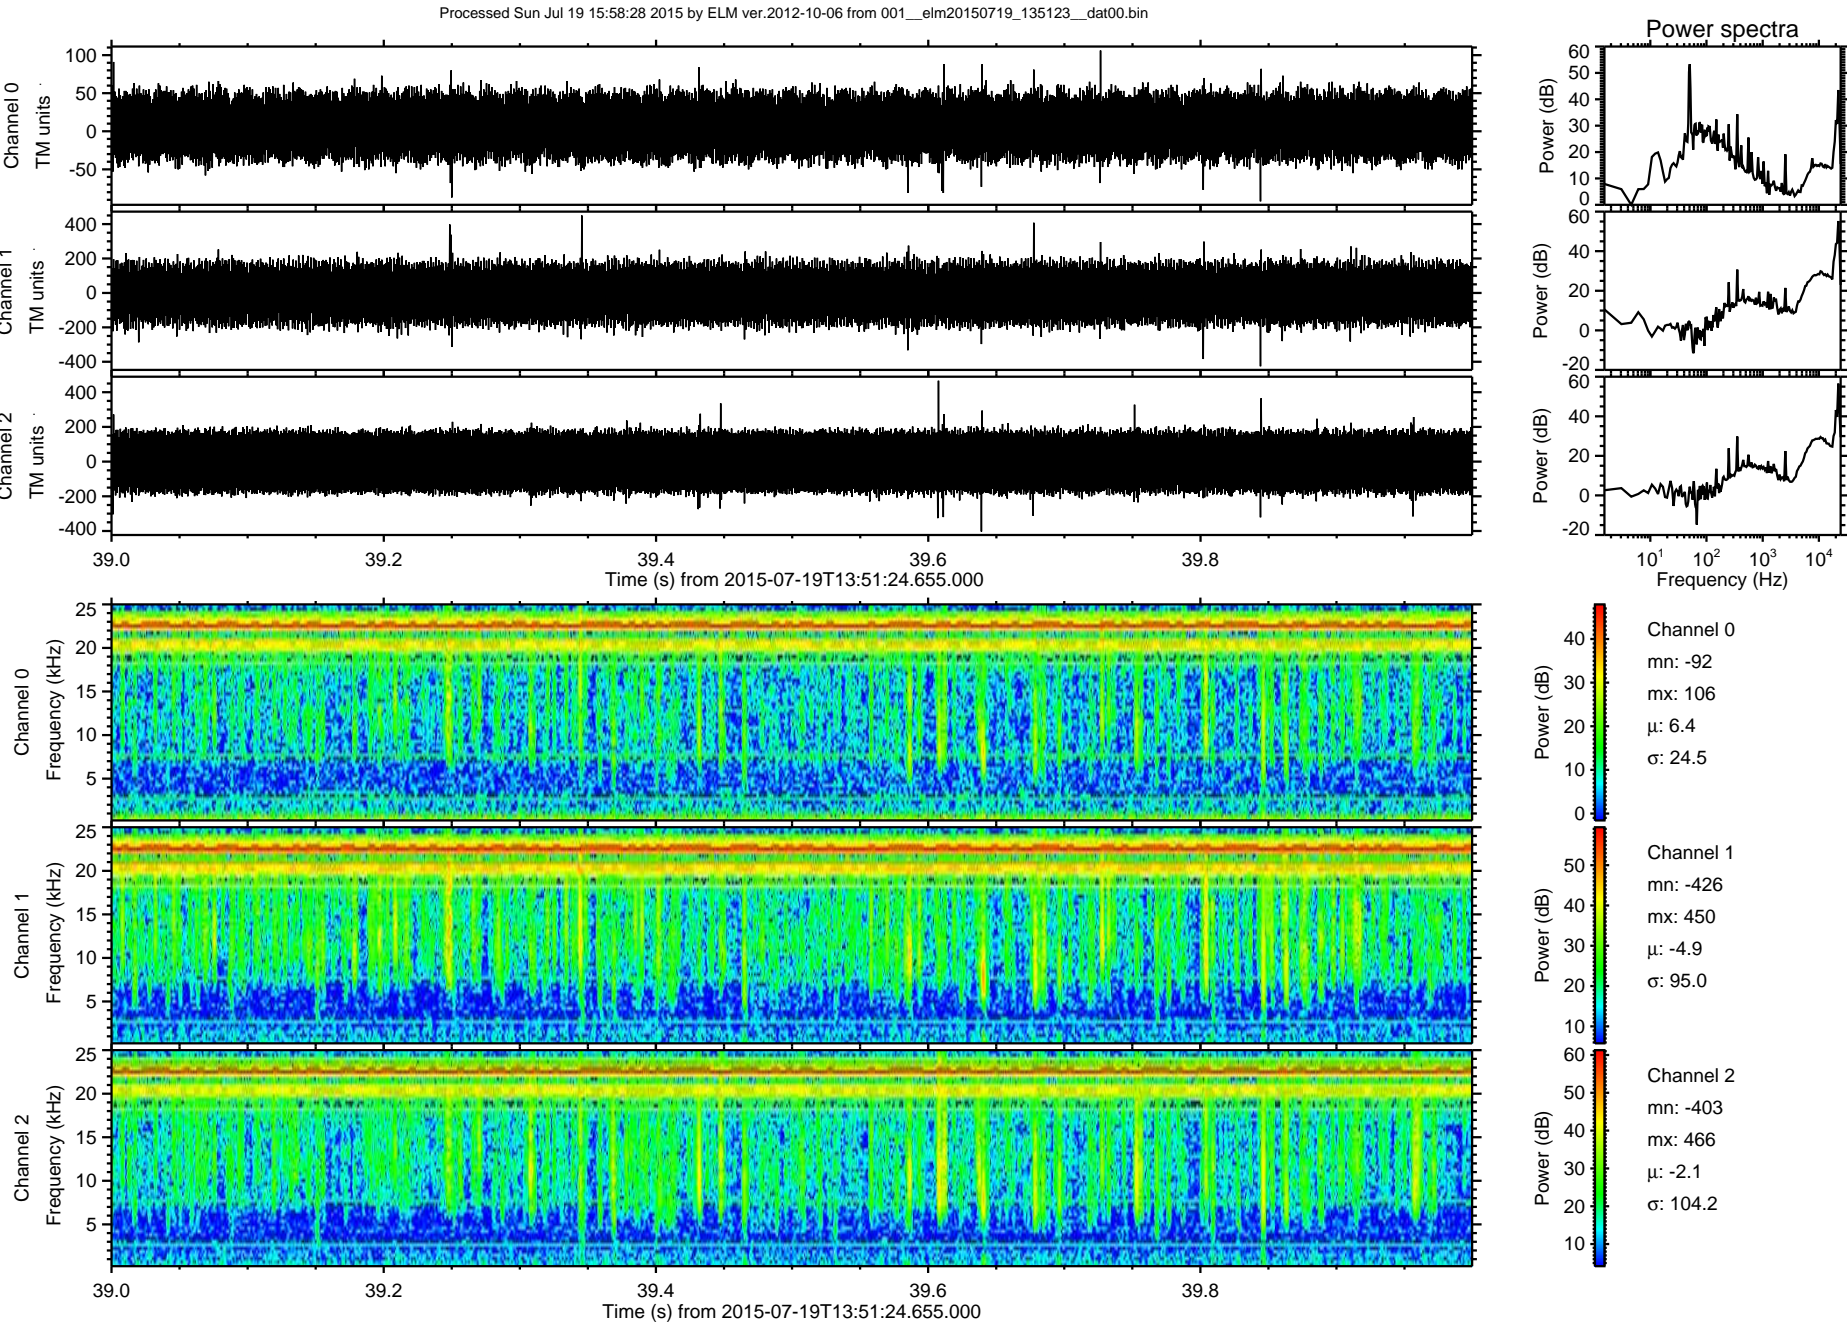 Processed Sun Jul 19 15:58:28 2015 by ELM ver.2012-10-06 from 001__elm20150719_135123__dat00.bin
Power spectra
Channel 0
TM units
100
50
0
-50
Power (dB)
60
50
40
30
20
10
0
Channel 1
TM units
400
200
0
-200
-400
Power (dB)
60
40
20
0
-20
Channel 2
TM units
400
200
0
-200
-400
Power (dB)
60
40
20
0
-20
39.0 39.2 39.4 39.6 39.8
Time (s) from 2015-07-19T13:51:24.655.000
10^1 10^2 10^3 10^4
Frequency (Hz)
Channel 0
Frequency (kHz)
25
20
15
10
5
Power (dB)
40
30
20
10
0
Channel 0
mn: -92
mx: 106
μ: 6.4
σ: 24.5
Channel 1
Frequency (kHz)
25
20
15
10
5
Power (dB)
50
40
30
20
10
Channel 1
mn: -426
mx: 450
μ: -4.9
σ: 95.0
Channel 2
Frequency (kHz)
25
20
15
10
5
Power (dB)
60
50
40
30
20
10
Channel 2
mn: -403
mx: 466
μ: -2.1
σ: 104.2
39.0 39.2 39.4 39.6 39.8
Time (s) from 2015-07-19T13:51:24.655.000